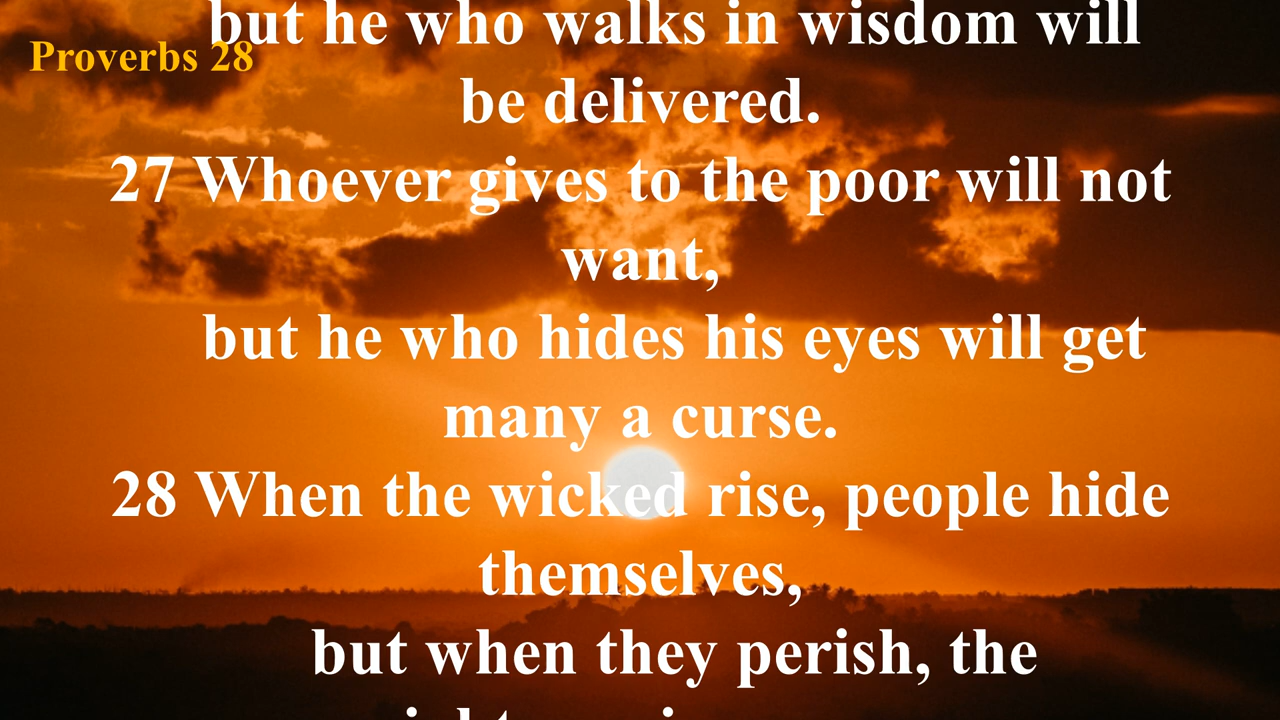 but he who walks in wisdom will
Proverbs 28
be delivered.
27 Whoever gives to the poor will not
want,
but he who hides his eyes will get
many a curse.
28 When the wicked rise, people hide
themselves,
but when they perish, the